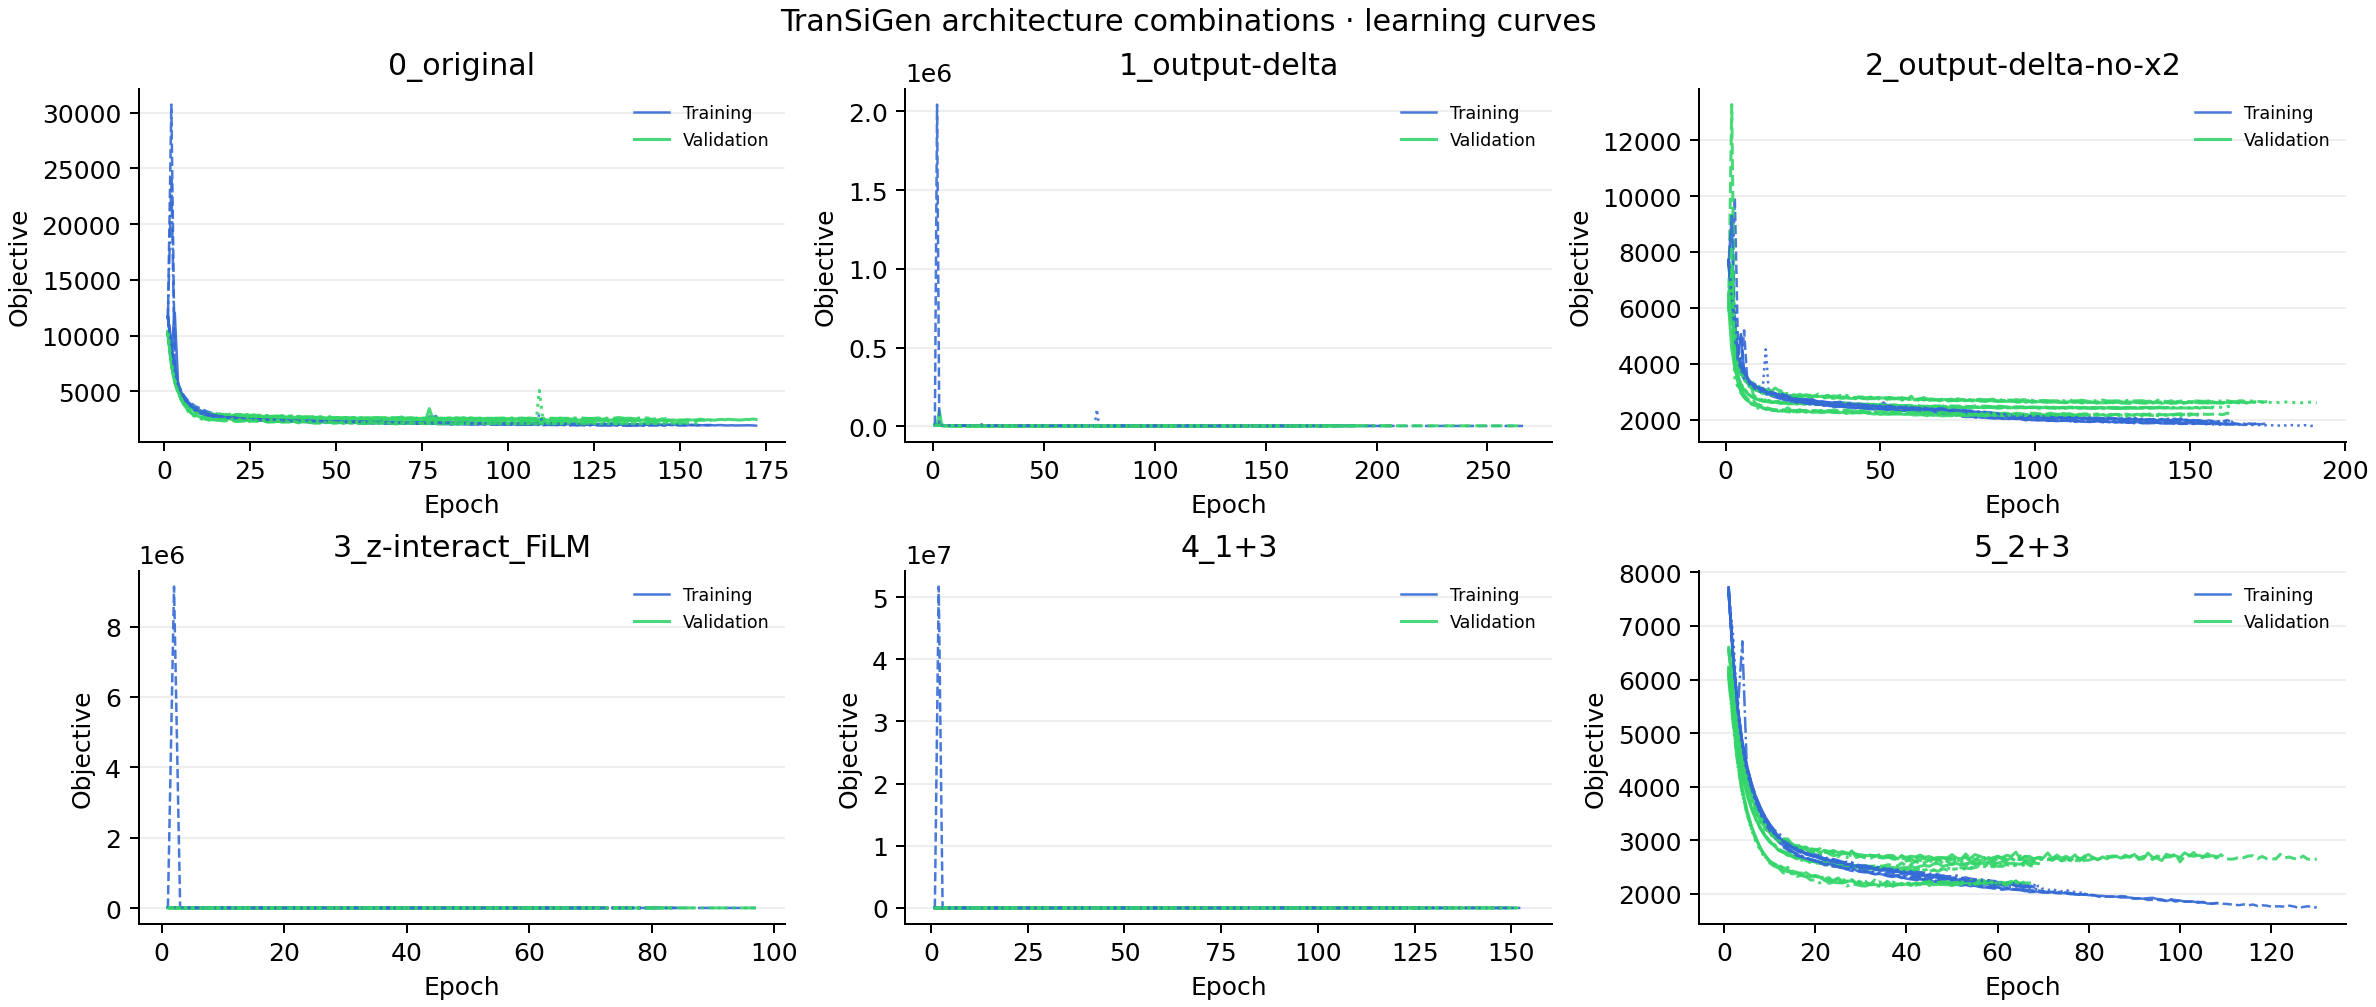 TranSiGen architecture combinations · learning curves
0_original
30000
25000
20000
15000
10000
5000
Objective
Training
Validation
0 25 50 75 100 125 150 175
Epoch
1_output-delta
1e6
2.0
1.5
1.0
0.5
0.0
Objective
Training
Validation
0 50 100 150 200 250
Epoch
2_output-delta-no-x2
12000
10000
8000
6000
4000
2000
Objective
Training
Validation
0 50 100 150 200
Epoch
3_z-interact_FiLM
1e6
8
6
4
2
0
Objective
Training
Validation
0 20 40 60 80 100
Epoch
4_1+3
1e7
5
4
3
2
1
0
Objective
Training
Validation
0 25 50 75 100 125 150
Epoch
5_2+3
8000
7000
6000
5000
4000
3000
2000
Objective
Training
Validation
0 20 40 60 80 100 120
Epoch